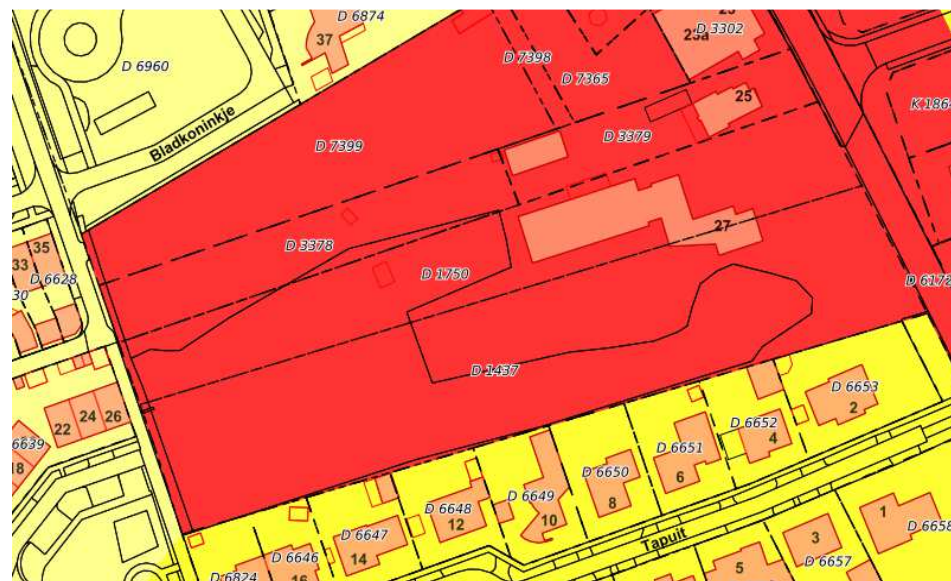 D 6874
37
D 6960
D 7398
D 3302
23a
D 7365
25
K 1864
Bladkoninkje
D 7399
D 3379
27
35
33
D 6628
30
D 3378
D 1750
D 6172
D 1437
D 6653
2
26
24
22
6639
18
D 6652
4
D 6651
6
D 6650
8
D 6649
10
D 6648
12
D 6647
14
D 6646
16
D 6824
Tapuit
1
D 6658
3
D 6657
5